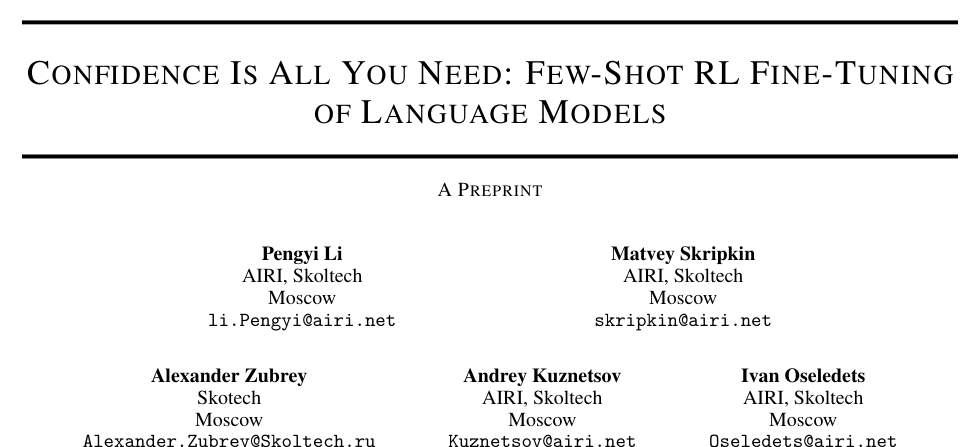 CONFIDENCE IS ALL YOU NEED: FEW-SHOT RL FINE-TUNING
OF LANGUAGE MODELS
A PREPRINT
Pengyi Li Matvey Skripkin
AIRI, Skoltech AIRI, Skoltech
Moscow Moscow
li.Pengyi@airi.net skripkin@airi.net
Alexander Zubrey Andrey Kuznetsov Ivan Oseledets
Skotech AIRI, Skoltech AIRI, Skoltech
Moscow Moscow Moscow
Alexander.Zubrey@Skoltech.ru Kuznetsov@airi.net Oseledets@airi.net